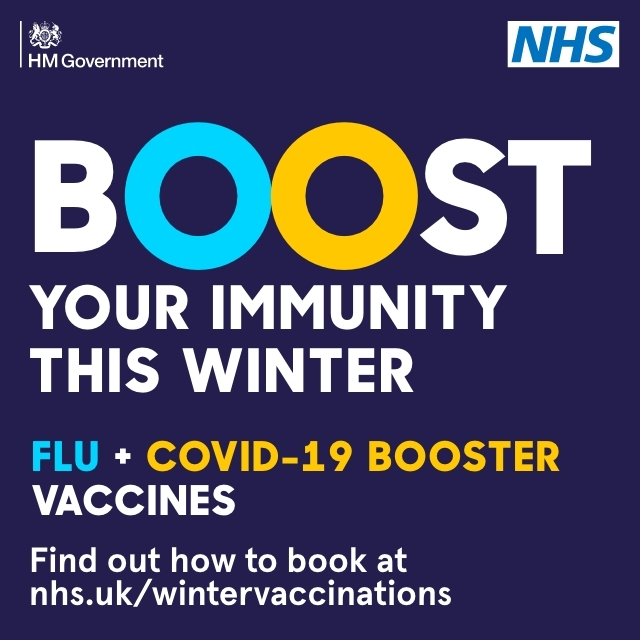 HM Government
NHS
BOOST
YOUR IMMUNITY
THIS WINTER
FLU + COVID-19 BOOSTER
VACCINES
Find out how to book at
nhs.uk/wintervaccinations